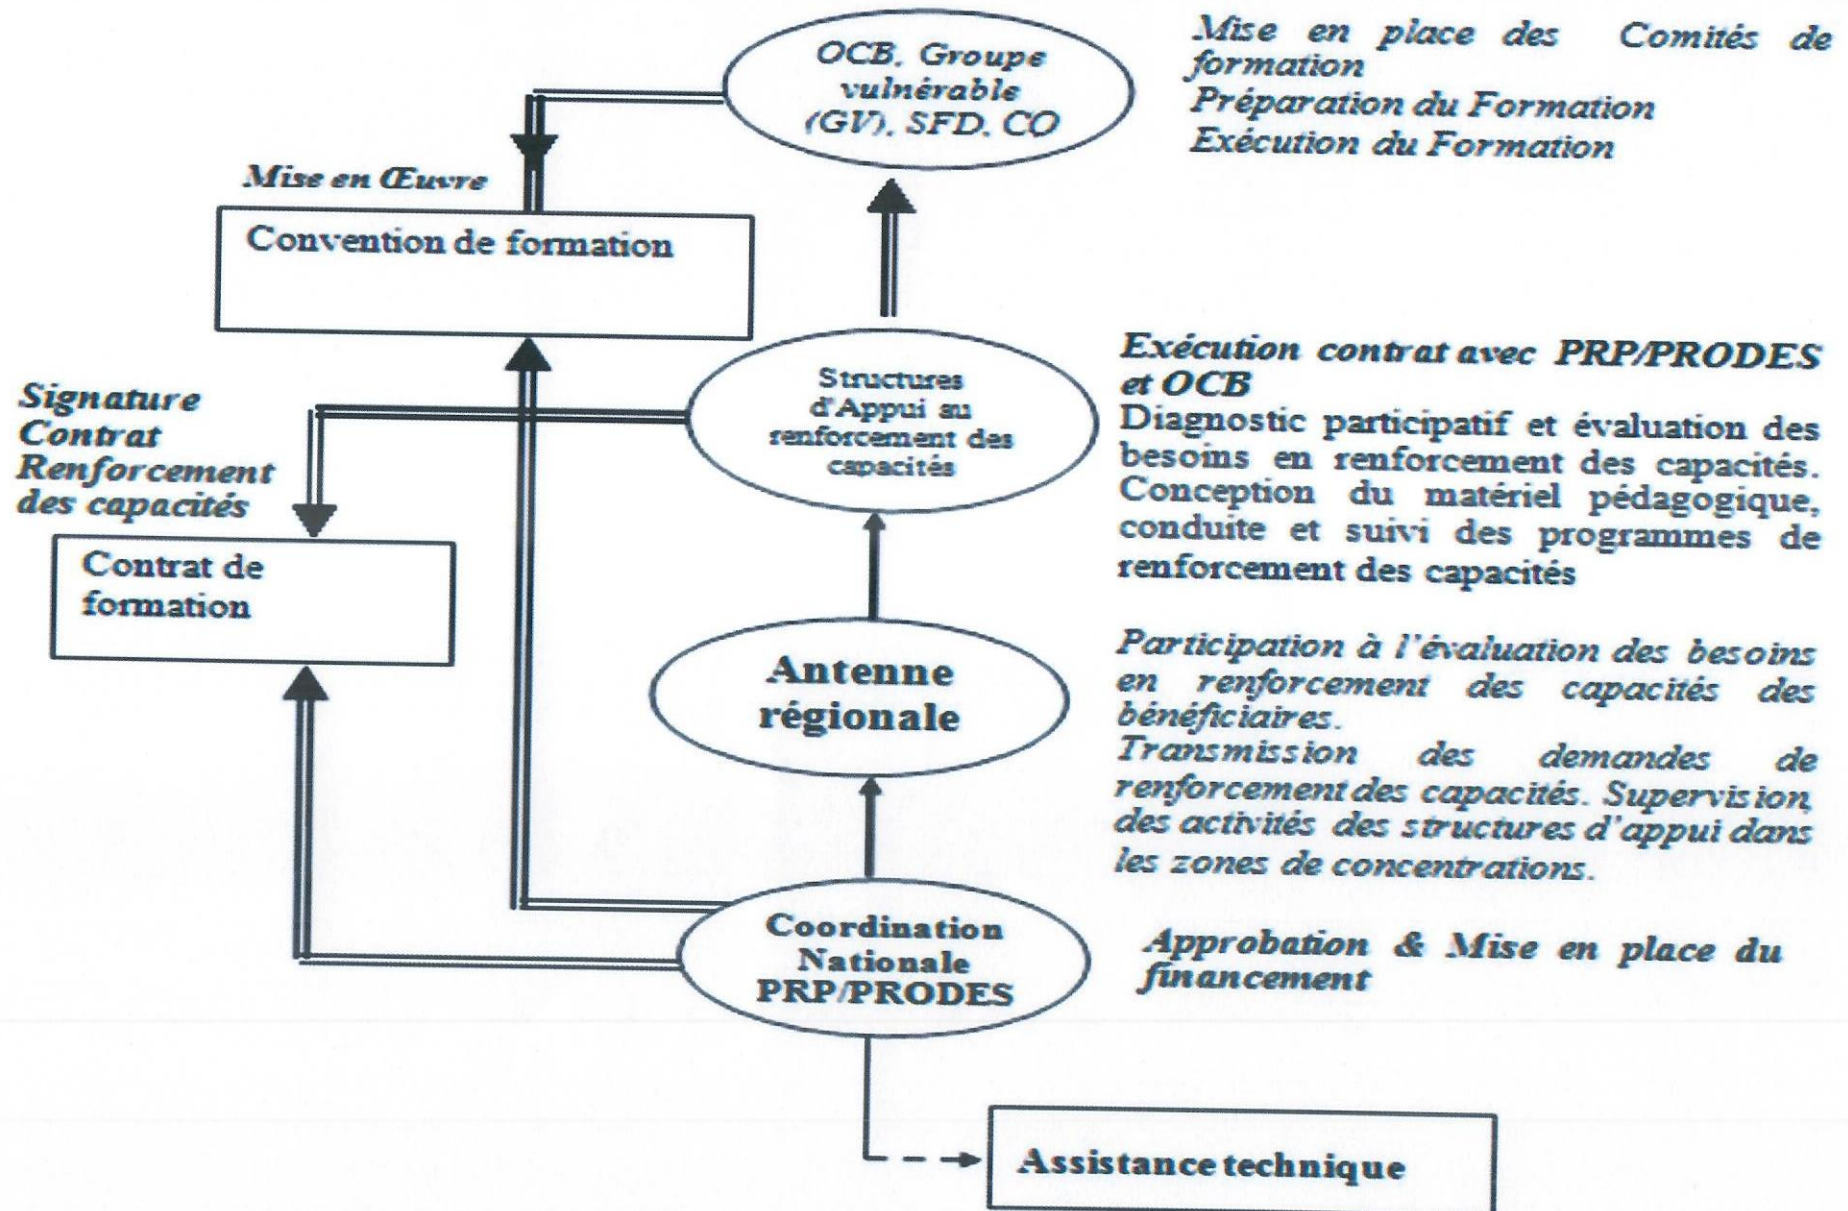 OCB, Groupe
vulnérable
(GV), SFD, CO
Mise en place des Comités de
formation
Préparation du Formation
Exécution du Formation
Mise en Œuvre
Convention de formation
Signature
Contrat
Renforcement
des capacités
Structures
d'Appui au
renforcement des
capacités
Exécution contrat avec PRP/PRODES
et OCB
Diagnostic participatif et évaluation des
besoins en renforcement des capacités.
Conception du matériel pédagogique,
conduite et suivi des programmes de
renforcement des capacités
Contrat de
formation
Antenne
régionale
Participation à l'évaluation des besoins
en renforcement des capacités des
bénéficiaires.
Transmission des demandes de
renforcement des capacités. Supervision
des activités des structures d'appui dans
les zones de concentrations.
Coordination
Nationale
PRP/PRODES
Approbation & Mise en place du
financement
Assistance technique